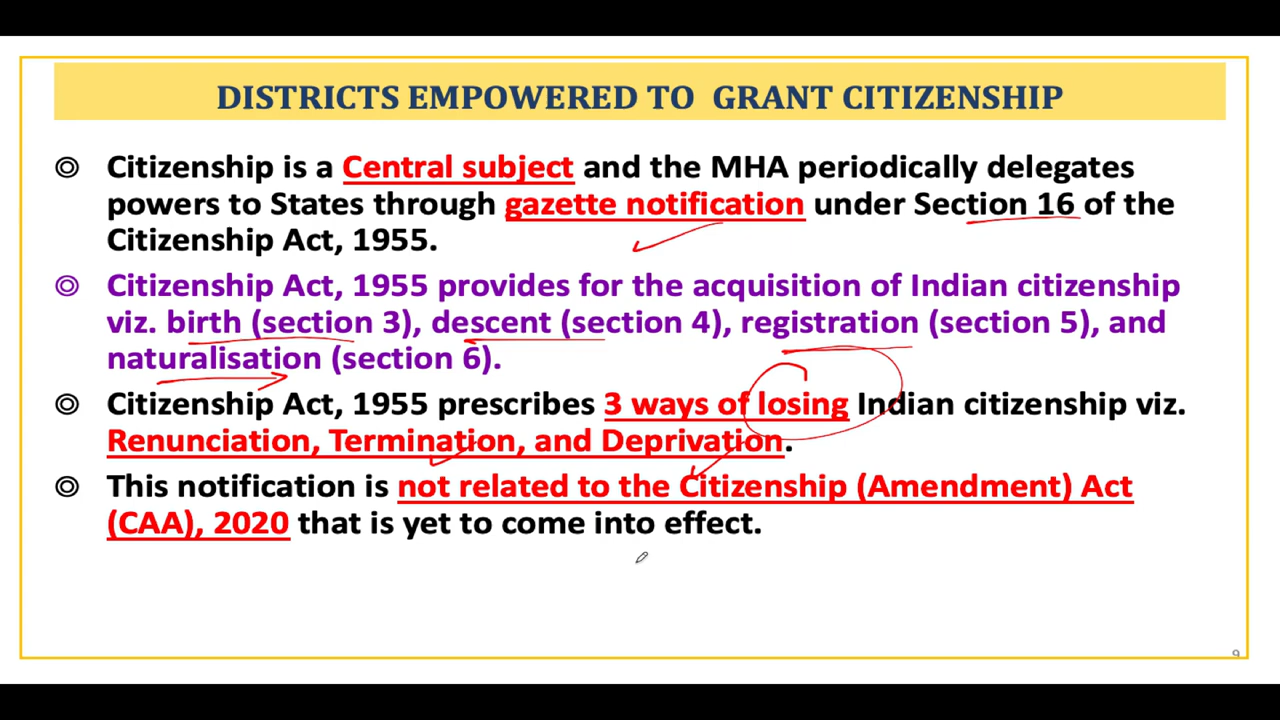 DISTRICTS EMPOWERED TO GRANT CITIZENSHIP
Citizenship is a Central subject and the MHA periodically delegates
powers to States through gazette notification under Section 16 of the
Citizenship Act, 1955.
Citizenship Act, 1955 provides for the acquisition of Indian citizenship
viz. birth (section 3), descent (section 4), registration (section 5), and
naturalisation (section 6).
Citizenship Act, 1955 prescribes 3 ways of losing Indian citizenship viz.
Renunciation, Termination, and Deprivation.
This notification is not related to the Citizenship (Amendment) Act
(CAA), 2020 that is yet to come into effect.
9